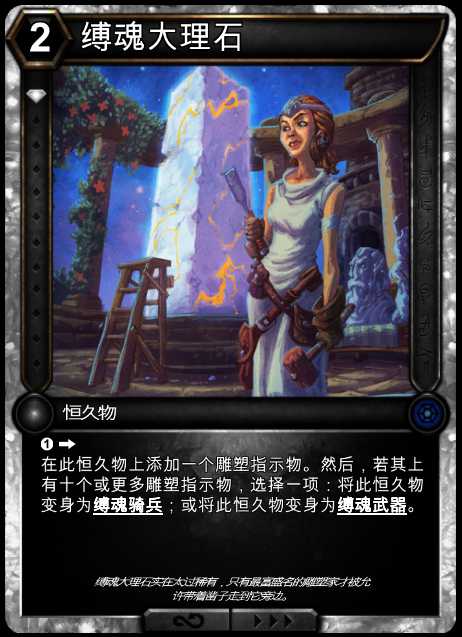 2
缚魂大理石
恒久物
1
在此恒久物上添加一个雕塑指示物。然后，若其上
有十个或更多雕塑指示物，选择一项：将此恒久物
变身为缚魂骑兵；或将此恒久物变身为缚魂武器。
缚魂大理石实在太过稀有，只有最富盛名的雕塑家才被允
许带着凿子走到它旁边。